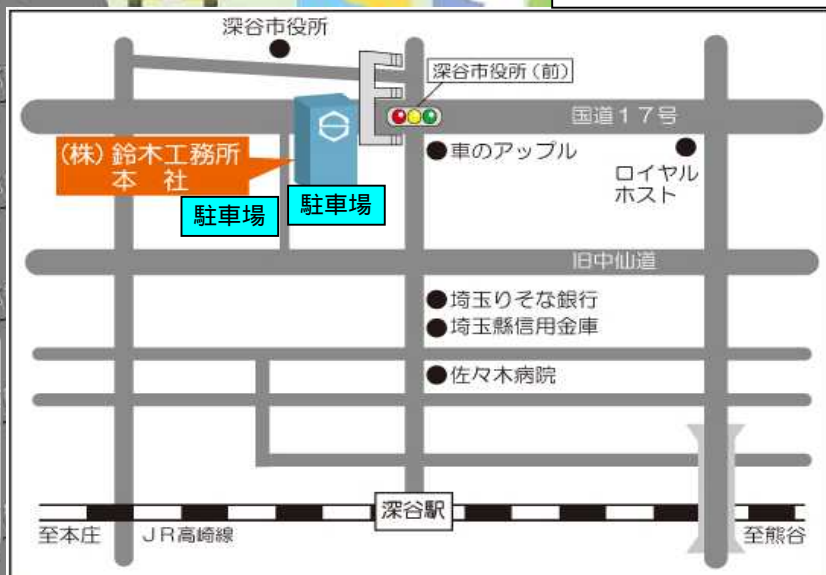 深谷市役所
深谷市役所（前）
国道１７号
(株) 鈴木工務所
本　社
車のアップル
ロイヤル
ホスト
駐車場
駐車場
旧中仙道
埼玉りそな銀行
埼玉縣信用金庫
佐々木病院
深谷駅
至本庄
ＪＲ高崎線
至熊谷